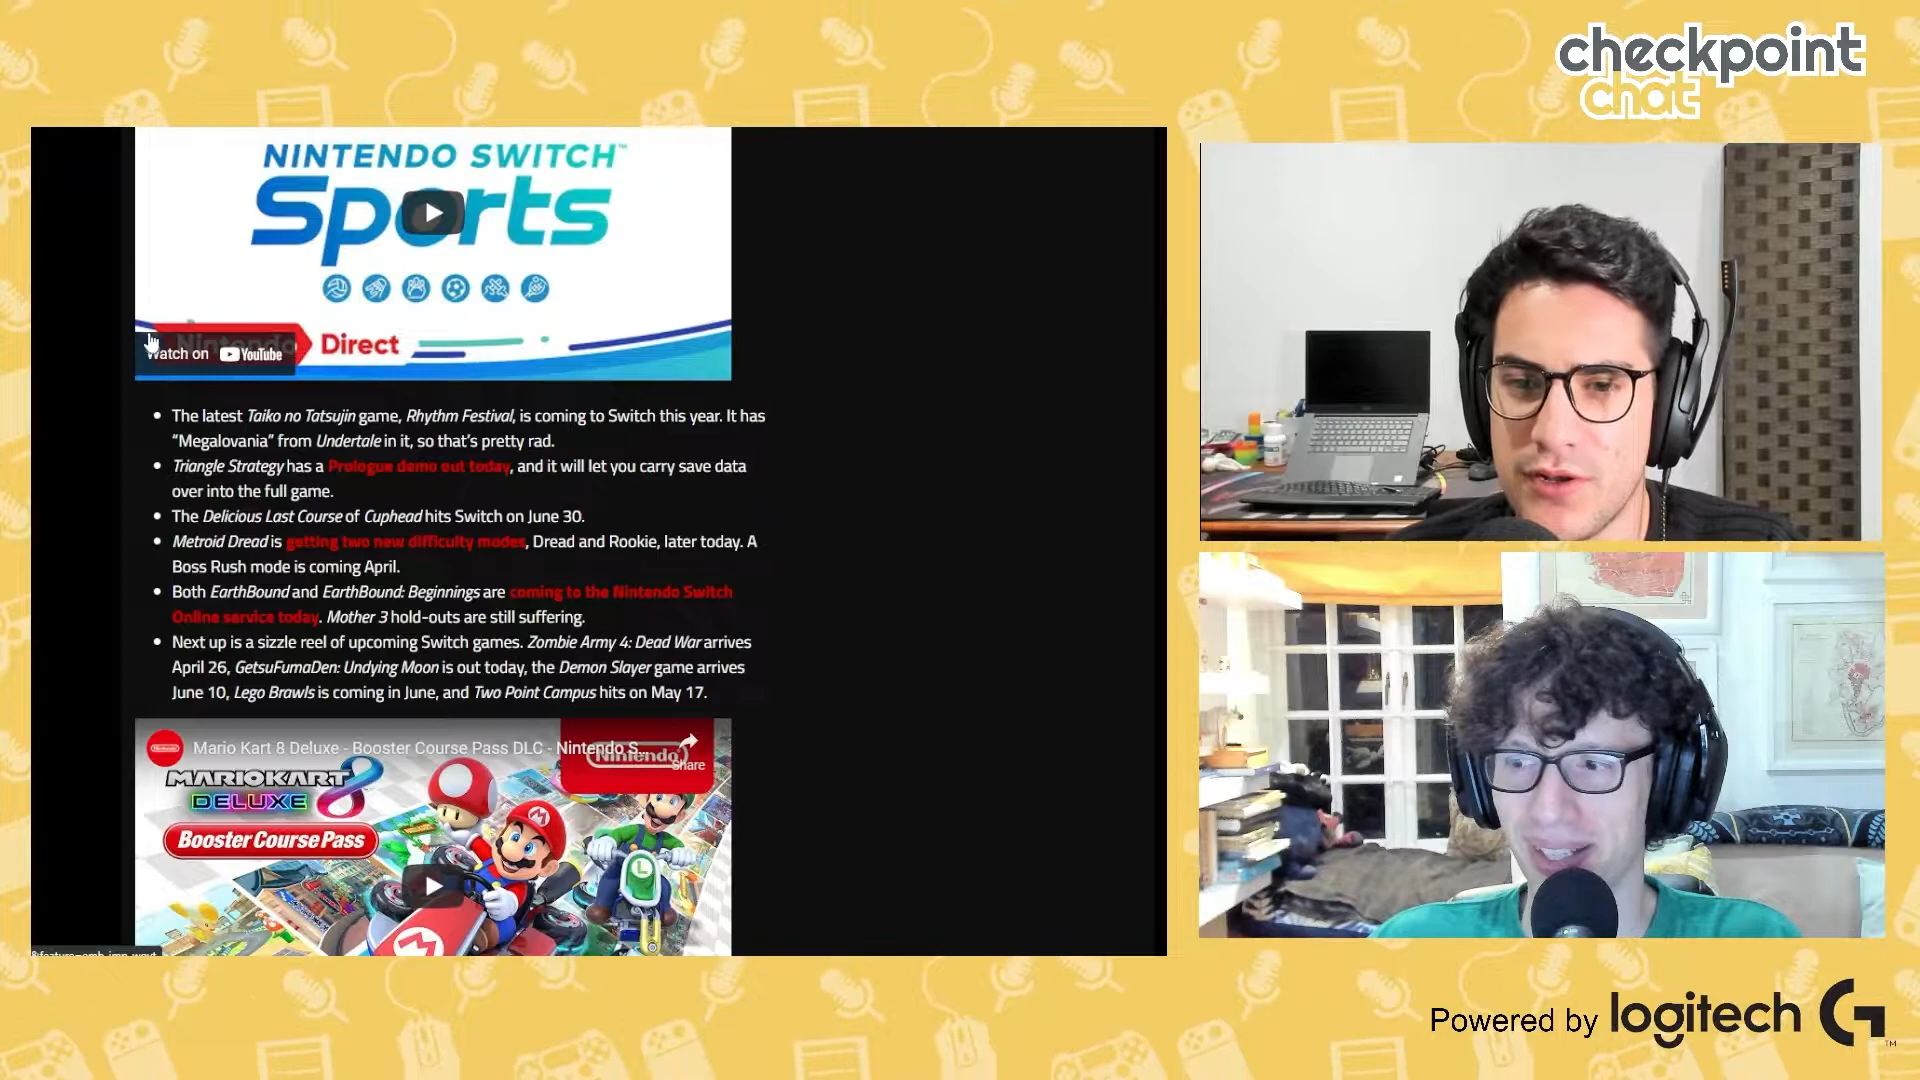 checkpoint
chat
NINTENDO SWITCH™
Sports
Nintendo Direct
Watch on YouTube
• The latest Taiko no Tatsujin game, Rhythm Festival, is coming to Switch this year. It has
“Megalovania” from Undertale in it, so that’s pretty rad.
• Triangle Strategy has a Prologue demo out today, and it will let you carry save data
over into the full game.
• The Delicious Last Course of Cuphead hits Switch on June 30.
• Metroid Dread is getting two new difficulty modes, Dread and Rookie, later today. A
Boss Rush mode is coming April.
• Both EarthBound and EarthBound: Beginnings are coming to the Nintendo Switch
Online service today. Mother 3 hold-outs are still suffering.
• Next up is a sizzle reel of upcoming Switch games. Zombie Army 4: Dead War arrives
April 26, GetsuFumaDen: Undying Moon is out today, the Demon Slayer game arrives
June 10, Lego Brawls is coming in June, and Two Point Campus hits on May 17.
Mario Kart 8 Deluxe - Booster Course Pass DLC - Nintendo S...
Nintendo
Share
MARIOKART 8
DELUXE
Booster Course Pass
Powered by logitech G™